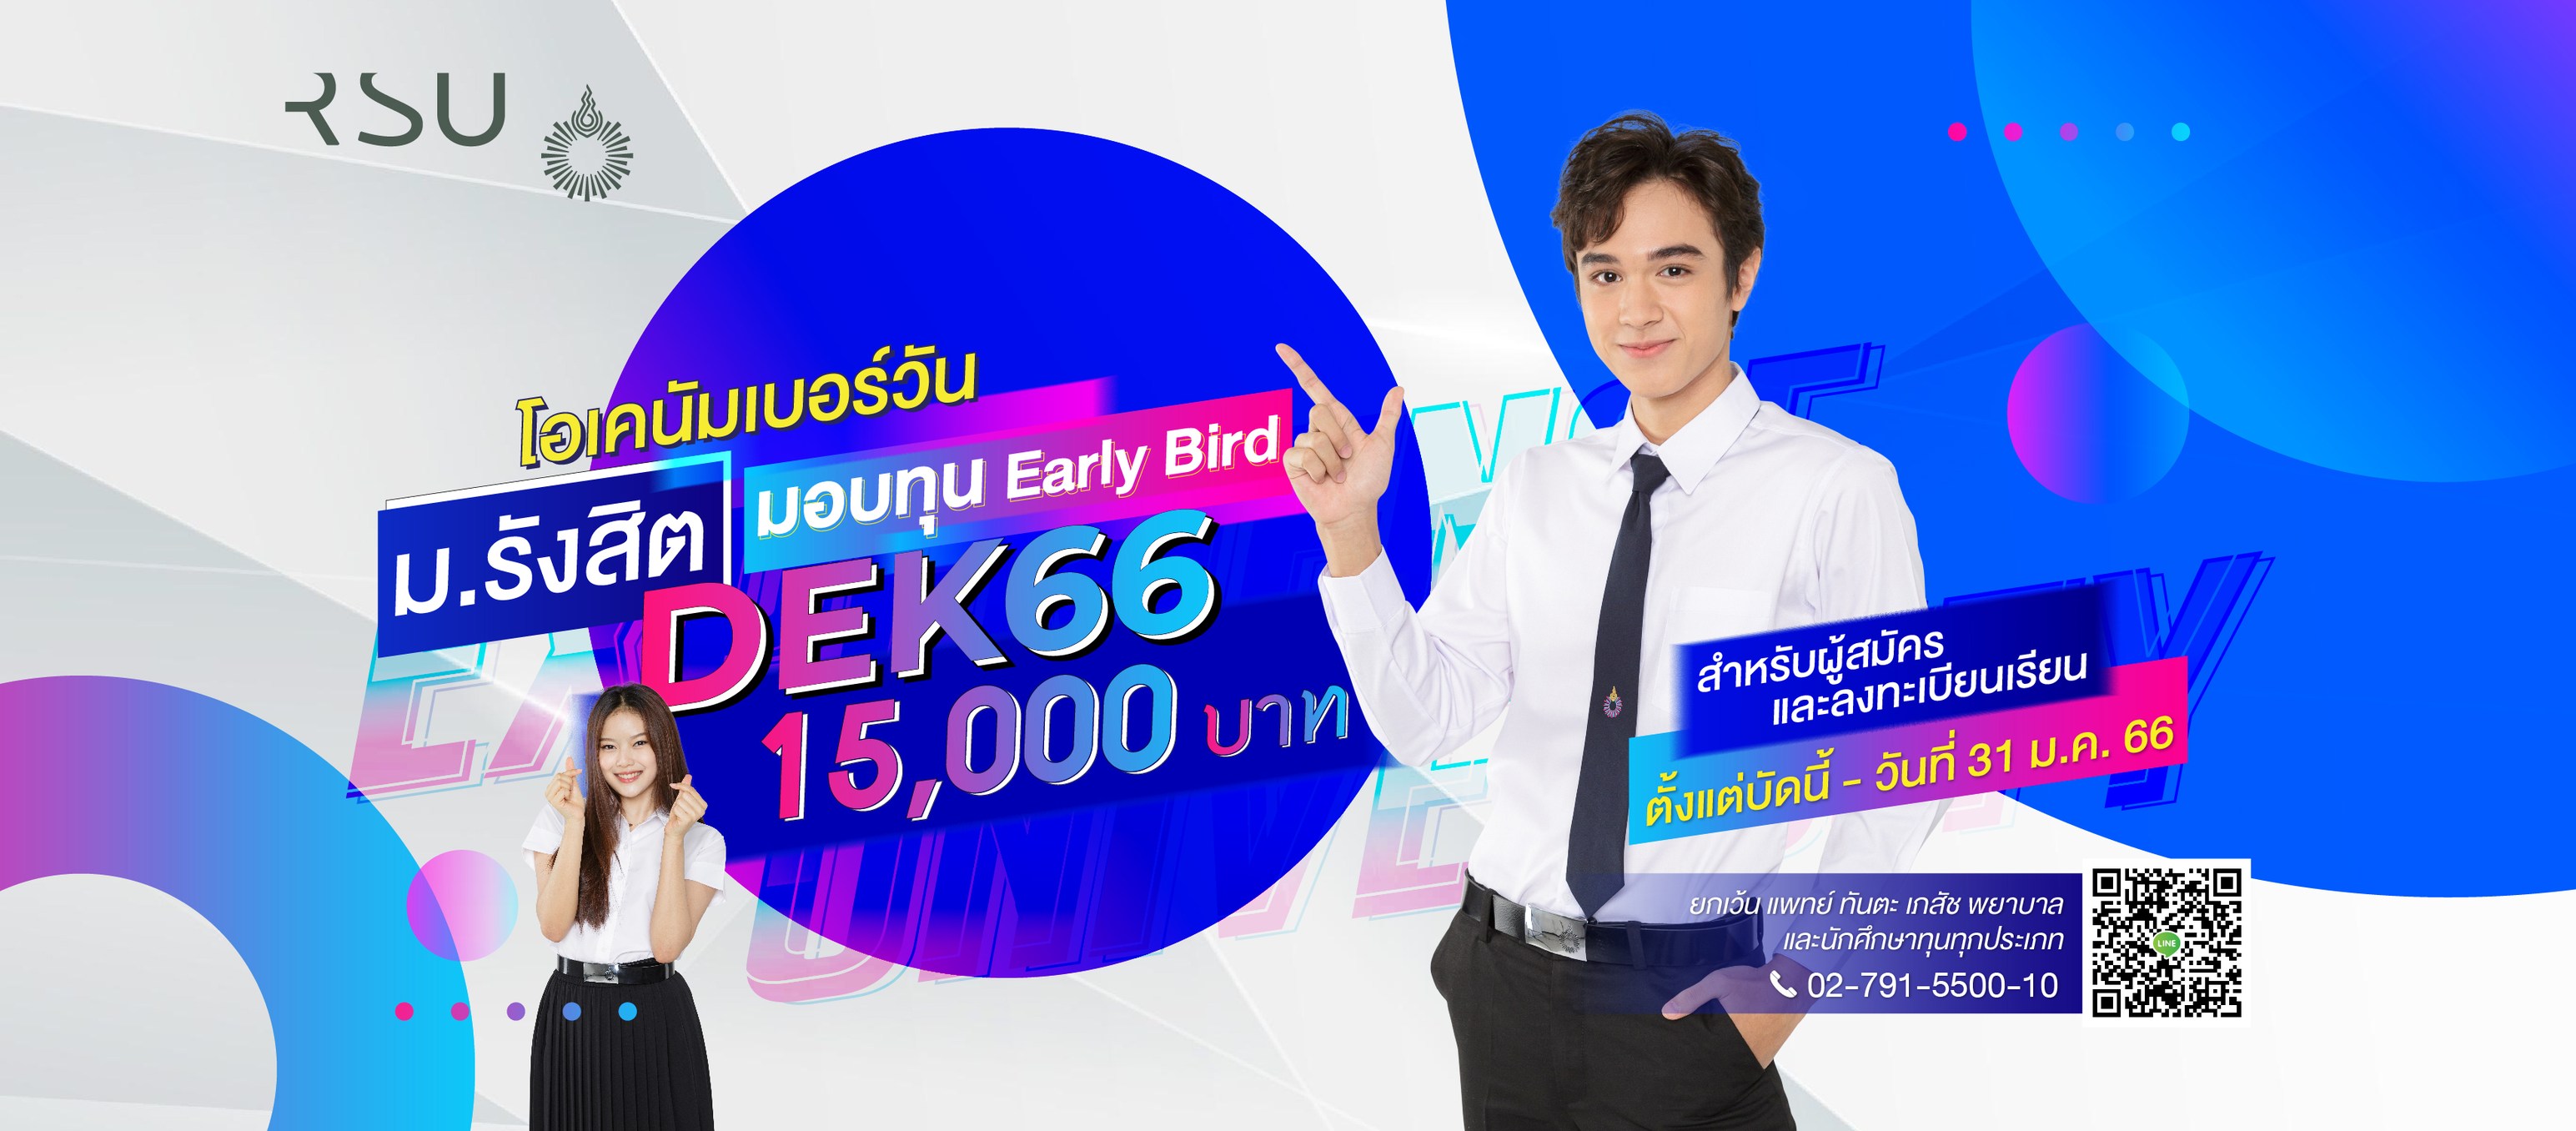 RSU
โอเคนัมเบอร์วัน
ม.รังสิต
มอบทุน Early Bird
DEK66
15,000 บาท
สำหรับผู้สมัคร
และลงทะเบียนเรียน
ตั้งแต่บัดนี้ - วันที่ 31 ม.ค. 66
ยกเว้น แพทย์ ทันตะ เภสัช พยาบาล
และนักศึกษาทุนทุกประเภท
02-791-5500-10
LINE